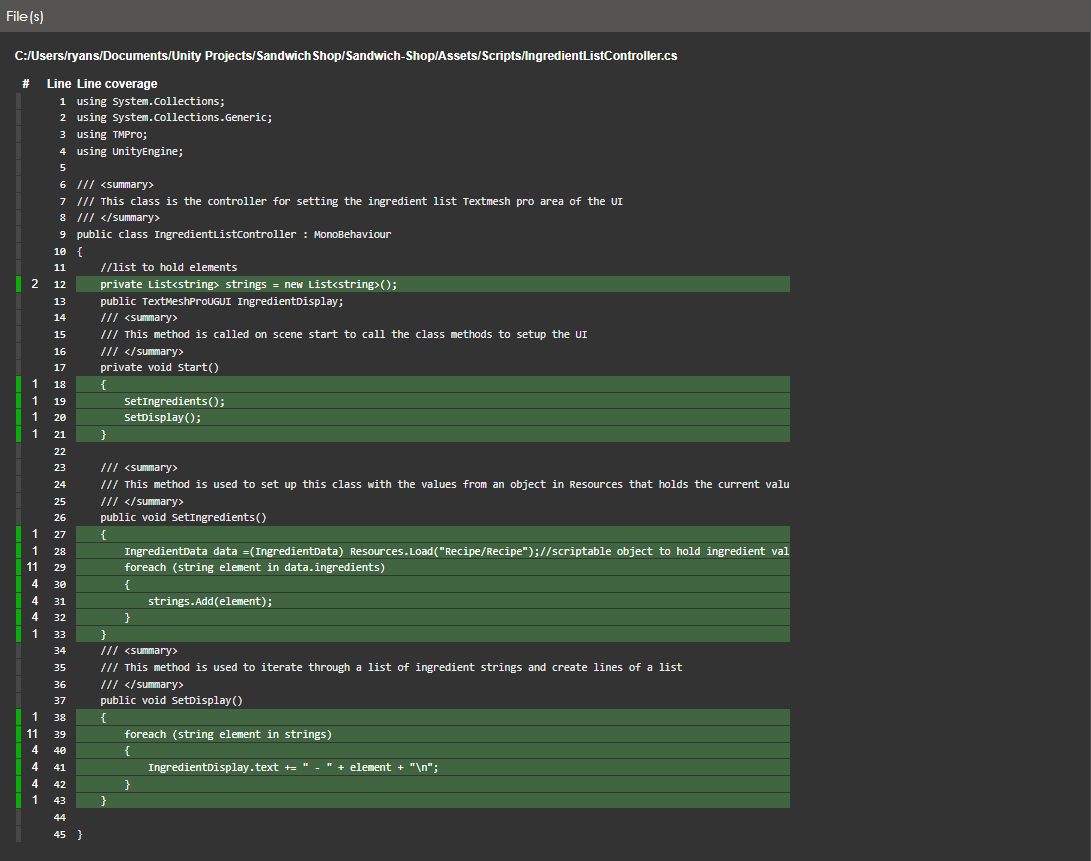 File(s)
C:/Users/ryans/Documents/Unity Projects/SandwichShop/Sandwich-Shop/Assets/Scripts/IngredientListController.cs
# Line Line coverage
1 using System.Collections;
2 using System.Collections.Generic;
3 using TMPro;
4 using UnityEngine;
5
6 /// <summary>
7 /// This class is the controller for setting the ingredient list Textmesh pro area of the UI
8 /// </summary>
9 public class IngredientListController : MonoBehaviour
10 {
11 //list to hold elements
2 12 private List<string> strings = new List<string>();
13 public TextMeshProUGUI IngredientDisplay;
14 /// <summary>
15 /// This method is called on scene start to call the class methods to setup the UI
16 /// </summary>
17 private void Start()
1 18 {
1 19 SetIngredients();
1 20 SetDisplay();
1 21 }
22
23 /// <summary>
24 /// This method is used to set up this class with the values from an object in Resources that holds the current valu
25 /// </summary>
26 public void SetIngredients()
1 27 {
1 28 IngredientData data =(IngredientData) Resources.Load("Recipe/Recipe");//scriptable object to hold ingredient val
11 29 foreach (string element in data.ingredients)
4 30 {
4 31 strings.Add(element);
4 32 }
1 33 }
34 /// <summary>
35 /// This method is used to iterate through a list of ingredient strings and create lines of a list
36 /// </summary>
37 public void SetDisplay()
1 38 {
11 39 foreach (string element in strings)
4 40 {
4 41 IngredientDisplay.text += " - " + element + "\n";
4 42 }
1 43 }
44
45 }